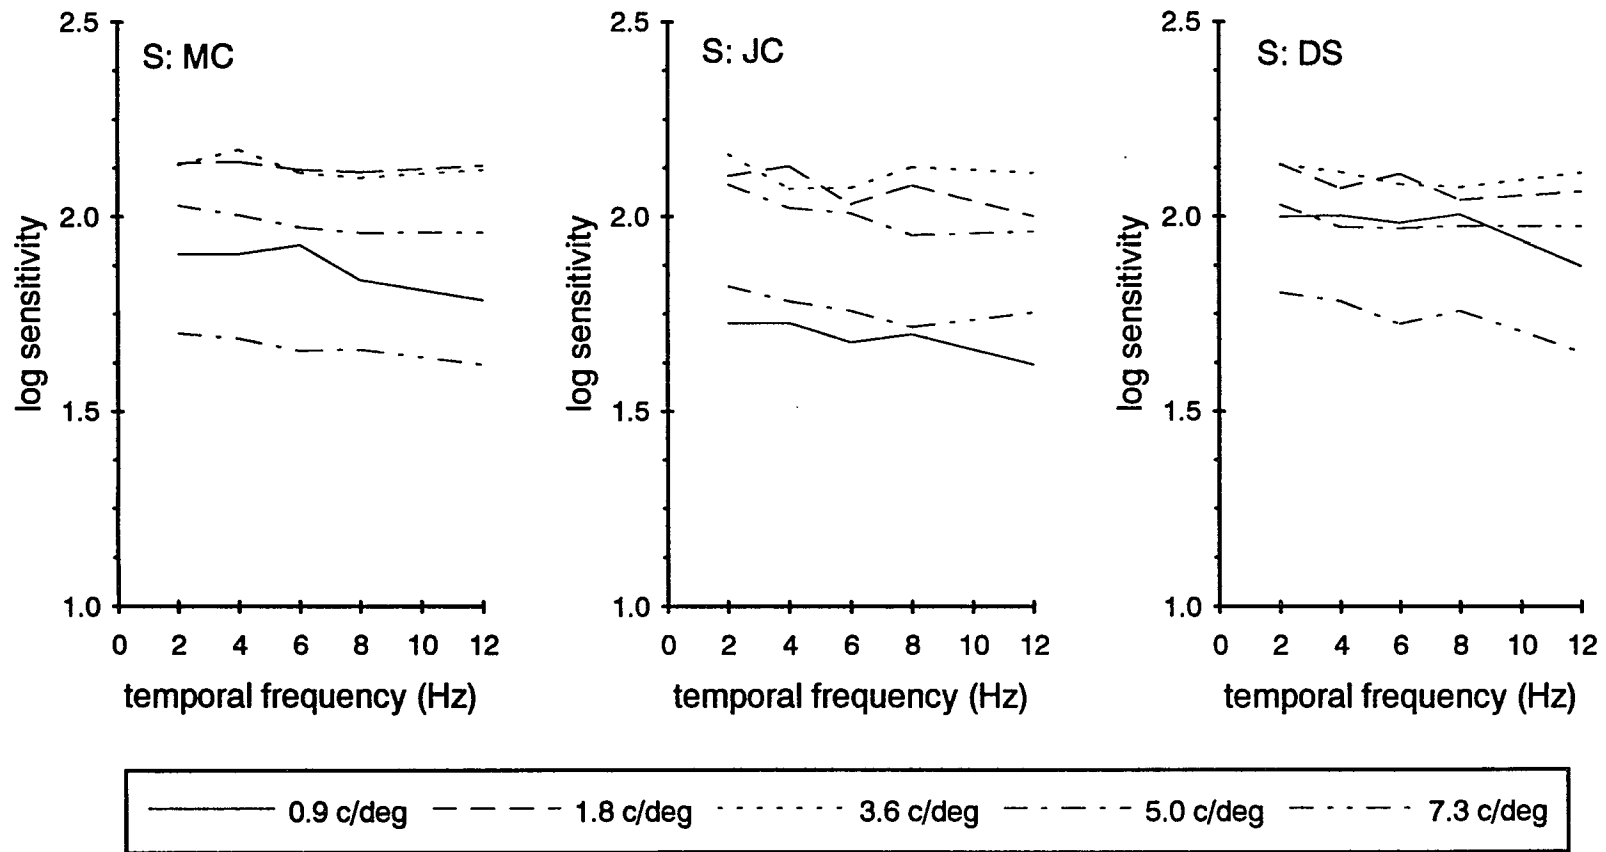 S: MC
2.5
2.0
1.5
1.0
log sensitivity
0 2 4 6 8 10 12
temporal frequency (Hz)
S: JC
2.5
2.0
1.5
1.0
log sensitivity
0 2 4 6 8 10 12
temporal frequency (Hz)
S: DS
2.5
2.0
1.5
1.0
log sensitivity
0 2 4 6 8 10 12
temporal frequency (Hz)
0.9 c/deg 1.8 c/deg 3.6 c/deg 5.0 c/deg 7.3 c/deg